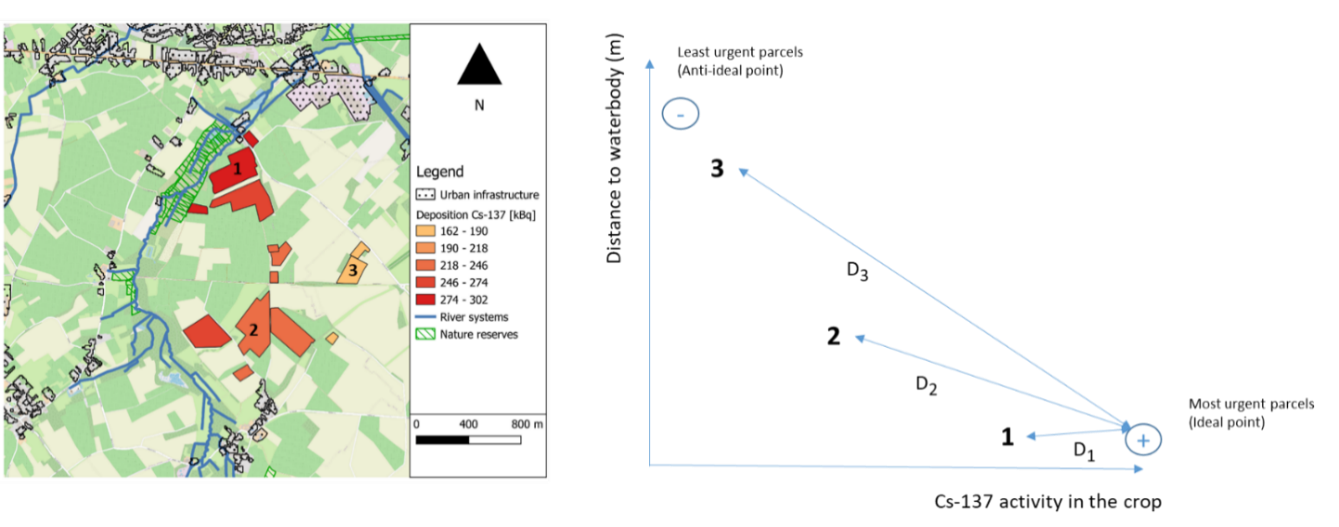 1
2
3
N
Legend
Urban infrastructure
Deposition Cs-137 [kBq]
162 - 190
190 - 218
218 - 246
246 - 274
274 - 302
River systems
Nature reserves
0 400 800 m
Distance to waterbody (m)
Least urgent parcels
(Anti-ideal point)
-
3
D3
2
D2
1
D1
+
Most urgent parcels
(Ideal point)
Cs-137 activity in the crop